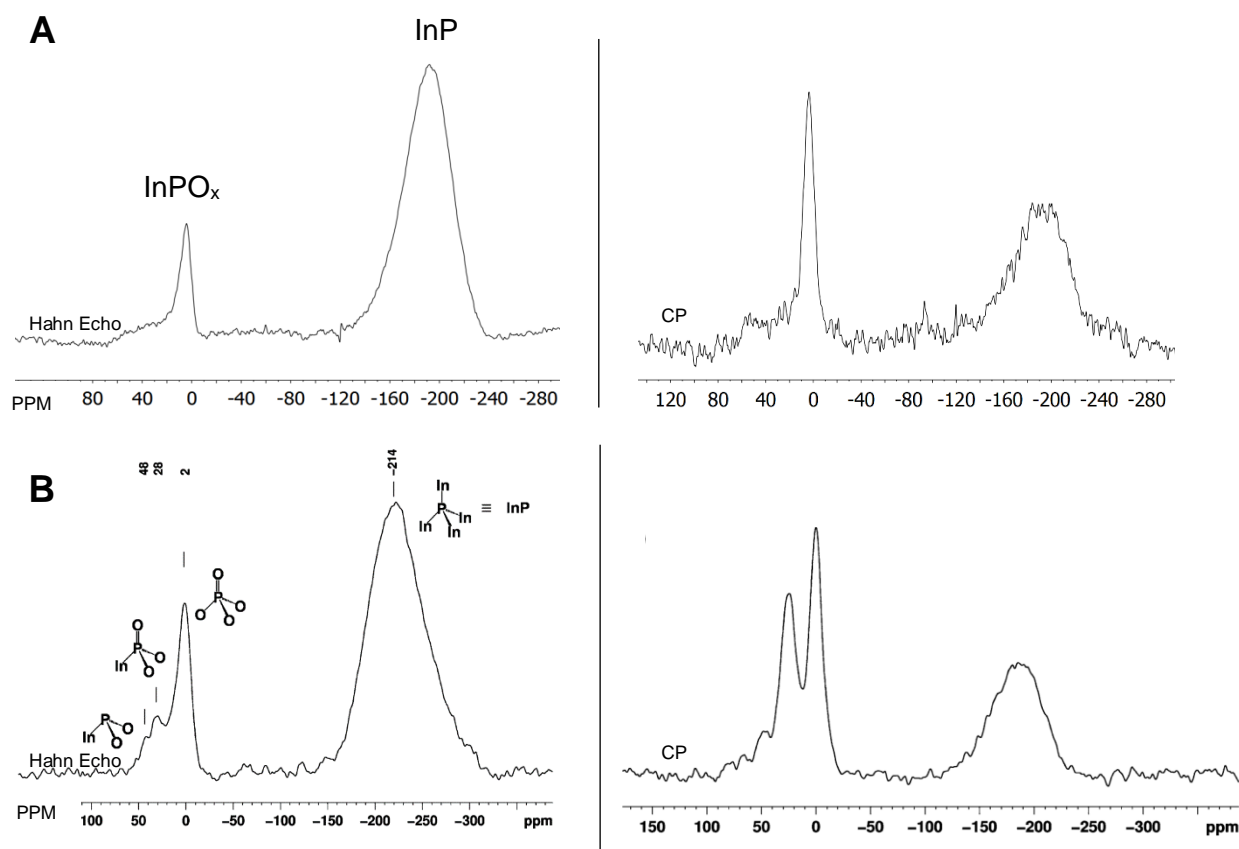 A
InP
InPOₓ
Hahn Echo
CP
PPM 80 40 0 -40 -80 -120 -160 -200 -240 -280
120 80 40 0 -40 -80 -120 -160 -200 -240 -280
B
48 28 2 -214
In
P
In In
In
≡ InP
O
P
O O
O
O
P
In O
O
P
In O
O
Hahn Echo
CP
PPM
100 50 0 -50 -100 -150 -200 -250 -300 ppm
150 100 50 0 -50 -100 -150 -200 -250 -300 ppm